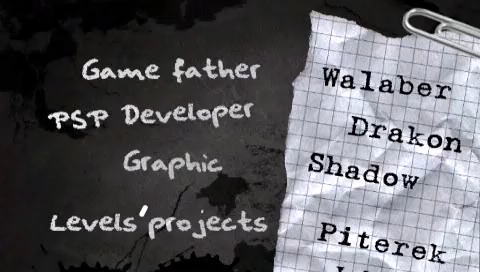 Game father Walaber
PSP Developer Drakon
Graphic Shadow
Levels'projects Piterek